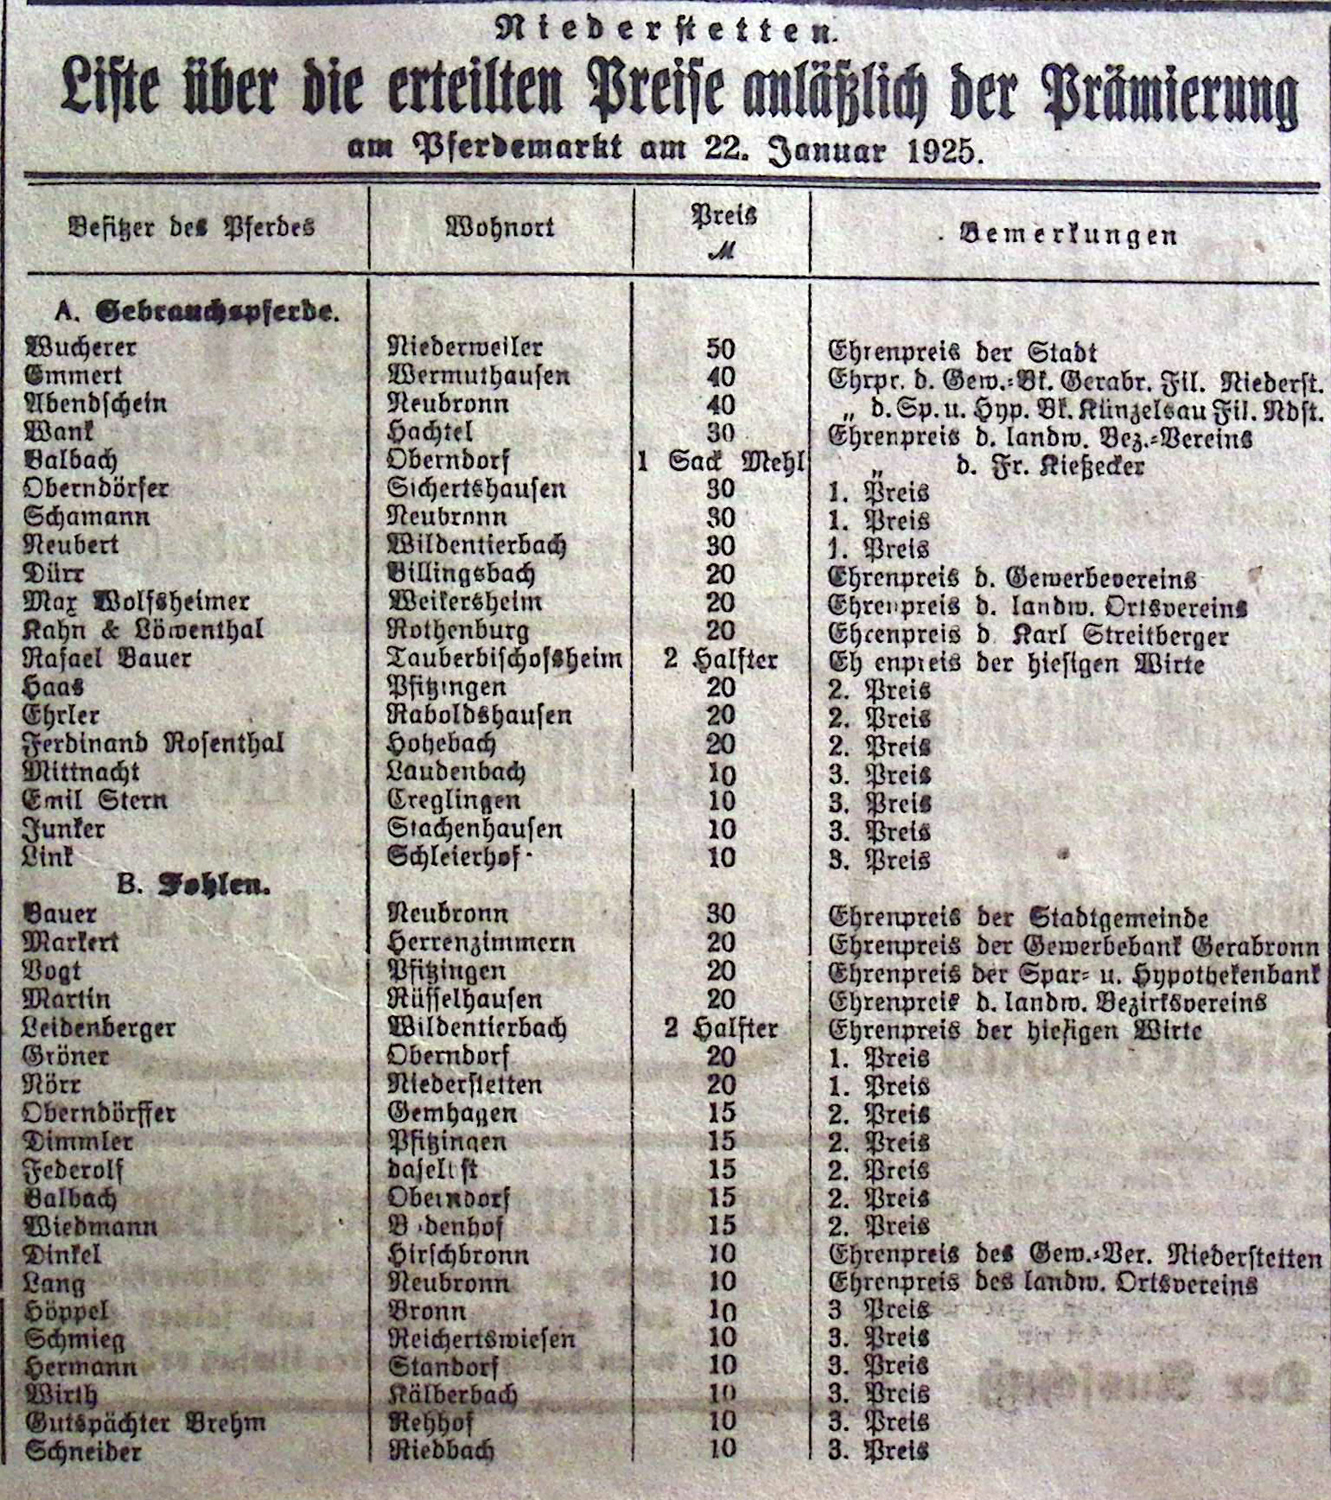 Niederstetten.
Liste über die erteilten Preise anläßlich der Prämierung
am Pferdemarkt am 22. Januar 1925.
Besitzer des Pferdes Wohnort Preis M Bemerkungen
A. Gebrauchspferde.
Wucherer Niederweiler 50 Ehrenpreis der Stadt
Emmert Wermuthausen 40 Ehrpr. d. Gew.-Bk. Gerabr. Fil. Niederst.
Abendschein Neubronn 40 „ d. Sp. u. Hyp. Bk. Künzelsau Fil. Ndst.
Wank Hachtel 30 Ehrenpreis d. landw. Bez.-Vereins
Balbach Oberndorf 1 Sack Mehl „ d. Fr. Kießecker
Oberndörfer Sichertshausen 30 1. Preis
Schamann Neubronn 30 1. Preis
Neubert Wildentierbach 30 1. Preis
Dürr Billingsbach 20 Ehrenpreis d. Gewerbevereins
Max Wolfsheimer Weikersheim 20 Ehrenpreis d. landw. Ortsvereins
Kahn & Löwenthal Rothenburg 20 Ehrenpreis d Karl Streitberger
Rafael Bauer Tauberbischofsheim 2 Halfter Eh enpreis der hiesigen Wirte
Haas Pfitzingen 20 2. Preis
Ehrler Raboldshausen 20 2. Preis
Ferdinand Rosenthal Hohebach 20 2. Preis
Mittnacht Laudenbach 10 3. Preis
Emil Stern Creglingen 10 3. Preis
Junker Stachenhausen 10 3. Preis
Link Schleierhof 10 3. Preis
B. Fohlen.
Bauer Neubronn 30 Ehrenpreis der Stadtgemeinde
Markert Herrenzimmern 20 Ehrenpreis der Gewerbebank Gerabronn
Vogt Pfitzingen 20 Ehrenpreis der Spar- u. Hypothekenbank
Martin Rüsselhausen 20 Ehrenpreis d. landw. Bezirksvereins
Leidenberger Wildentierbach 2 Halfter Ehrenpreis der hiesigen Wirte
Gröner Oberndorf 20 1. Preis
Nörr Niederstetten 20 1. Preis
Oberndörffer Gemhagen 15 2. Preis
Dimmler Pfitzingen 15 2. Preis
Federolf daselbst 15 2. Preis
Balbach Oberndorf 15 2. Preis
Wiedmann 15 2. Preis
Dinkel Hirschbronn 10 Ehrenpreis des Gew.-Ver. Niederstetten
Lang Neubronn 10 Ehrenpreis des landw. Ortsvereins
Höppel Bronn 10 3 Preis
Schmieg Reichertswiesen 10 3. Preis
Hermann Standorf 10 3. Preis
Wirth Kälberbach 10 3. Preis
Gutspächter Brehm Rehhof 10 3. Preis
Schneider Riedbach 10 3. Preis